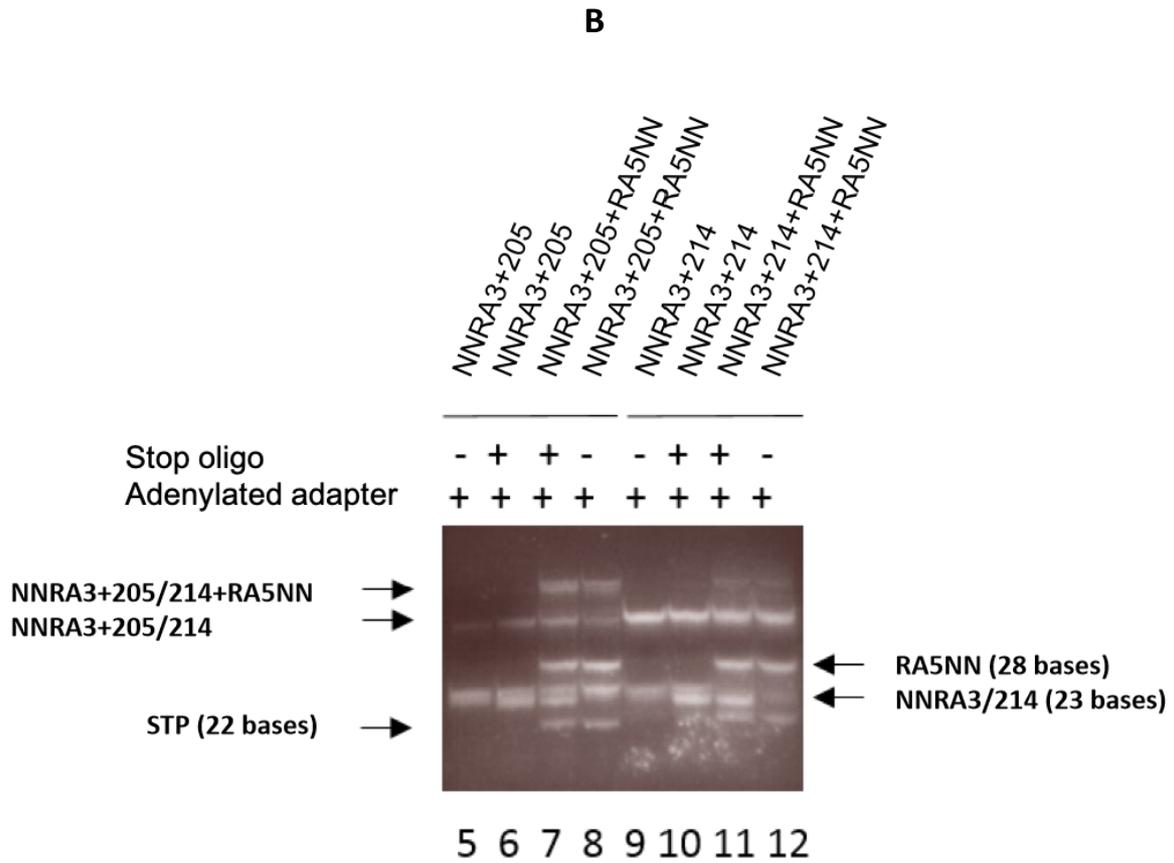 B
NNRA3+205
NNRA3+205
NNRA3+205+RA5NN
NNRA3+205+RA5NN
NNRA3+214
NNRA3+214
NNRA3+214+RA5NN
NNRA3+214+RA5NN
Stop oligo - + + - - + + -
Adenylated adapter + + + + + + + +
NNRA3+205/214+RA5NN
NNRA3+205/214
RA5NN (28 bases)
NNRA3/214 (23 bases)
STP (22 bases)
5 6 7 8 9 10 11 12